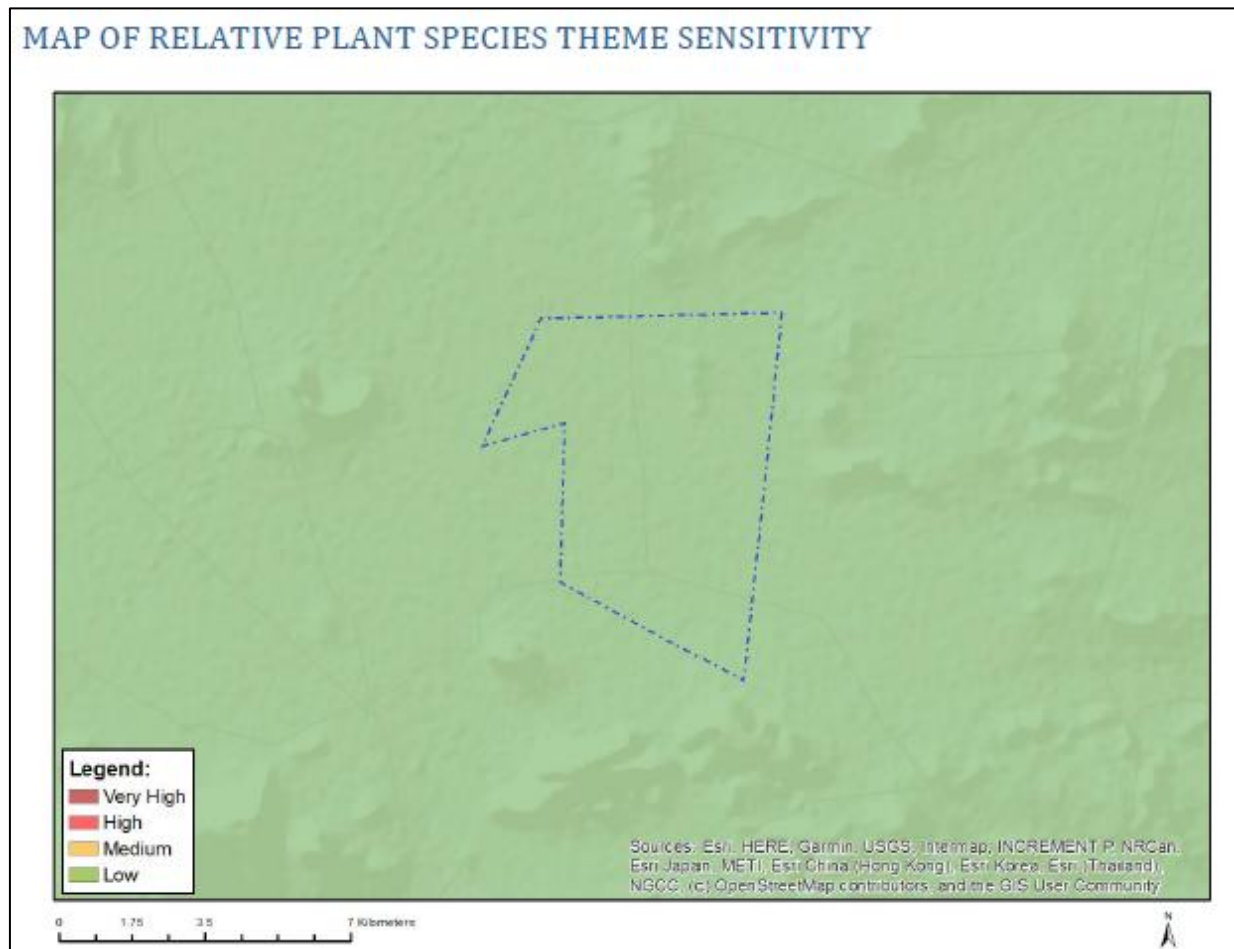 MAP OF RELATIVE PLANT SPECIES THEME SENSITIVITY
Legend:
Very High
High
Medium
Low
Sources: Esri, HERE, Garmin, USGS, Intermap, INCREMENT P, NRCan,
Esri Japan, METI, Esri China (Hong Kong), Esri Korea, Esri (Thailand),
NGCC, (c) OpenStreetMap contributors, and the GIS User Community
0 1.75 3.5 7 Kilometers
N